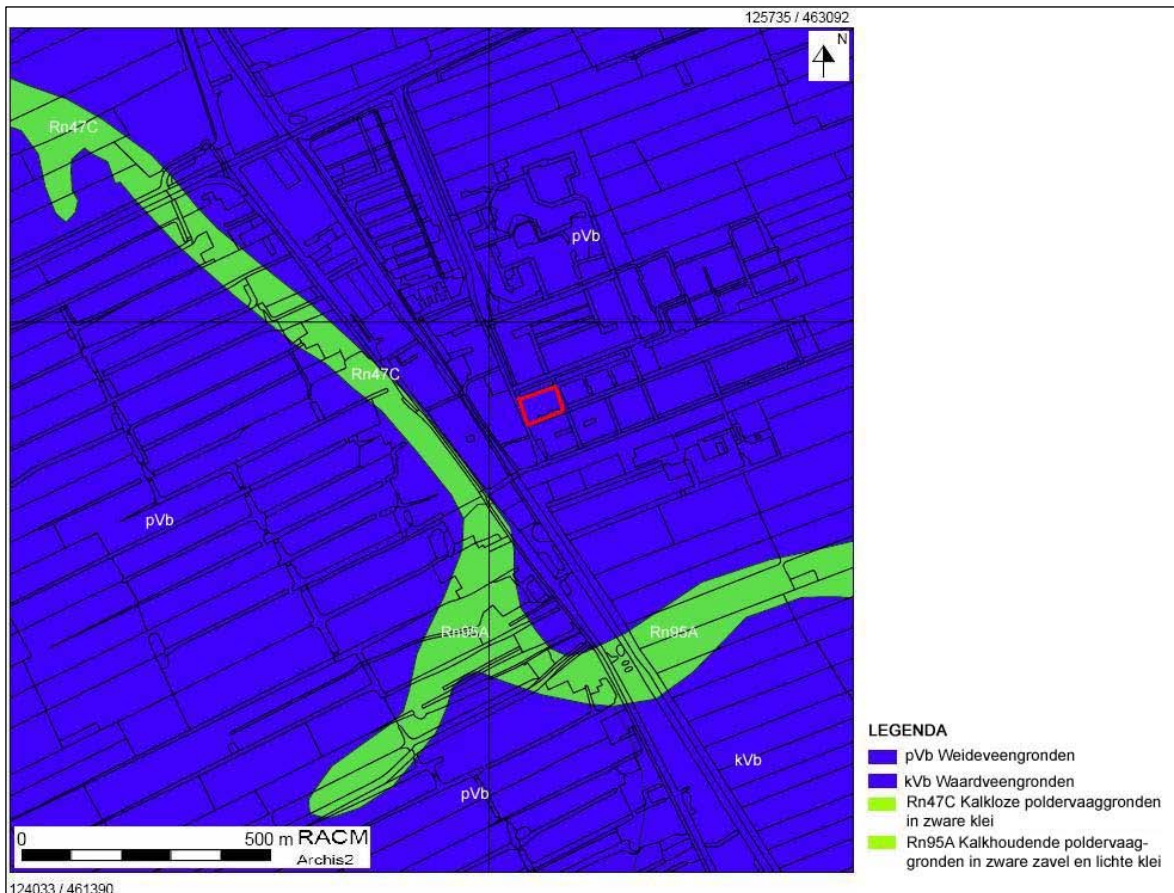 125735 / 463092
N
Rn47C
pVb
Rn47C
pVb
Rn95A
Rn95A
kVb
pVb
0 500 m RACM
Archis2
124033 / 461390
LEGENDA
pVb Weideveengronden
kVb Waardveengronden
Rn47C Kalkloze poldervaaggronden
in zware klei
Rn95A Kalkhoudende poldervaag-
gronden in zware zavel en lichte klei